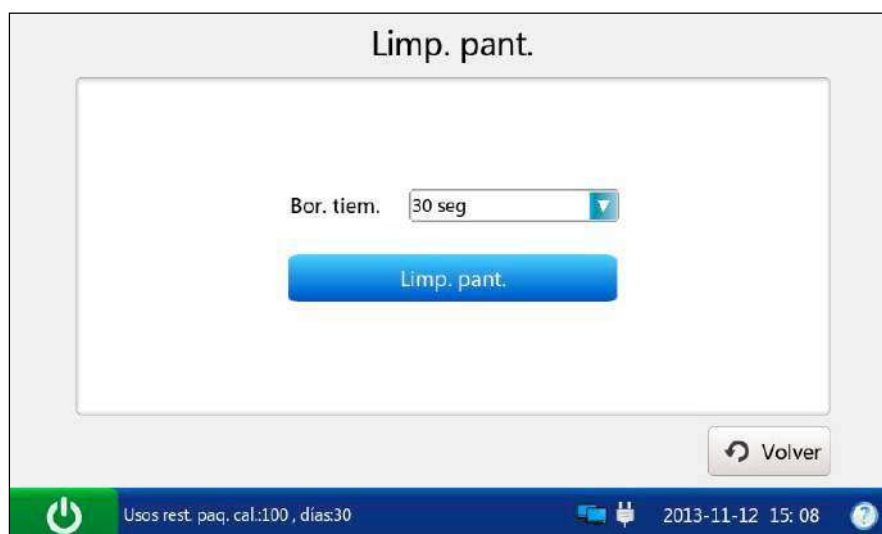 Limp. pant.
Bor. tiem. 30 seg
Limp. pant.
Volver
Usos rest. paq. cal.:100 , días:30 2013-11-12 15: 08 ?